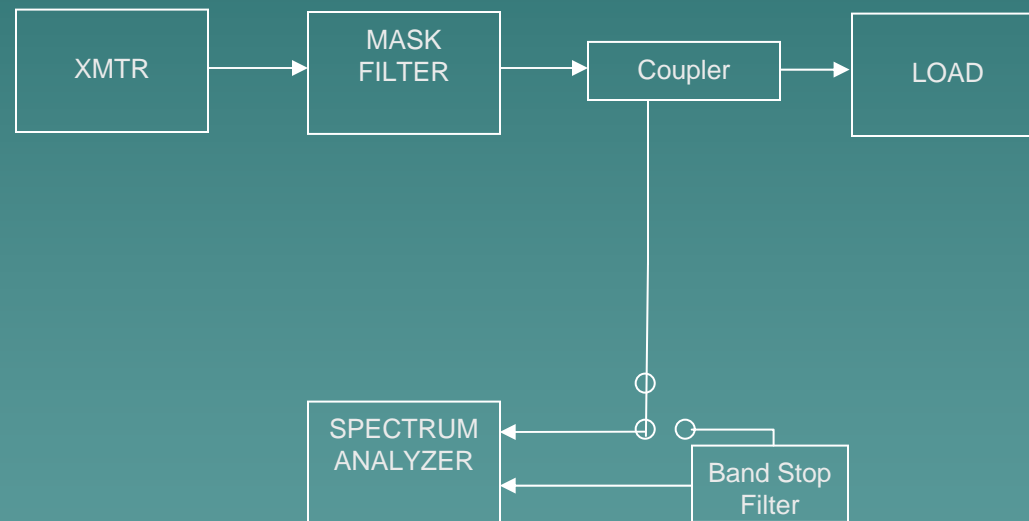 XMTR
MASK
FILTER
Coupler
LOAD
SPECTRUM
ANALYZER
Band Stop
Filter